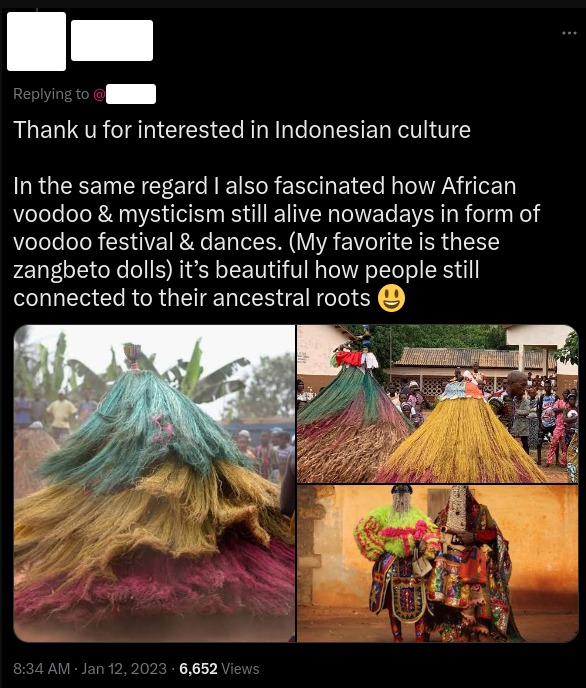 Replying to @
Thank u for interested in Indonesian culture
In the same regard I also fascinated how African
voodoo & mysticism still alive nowadays in form of
voodoo festival & dances. (My favorite is these
zangbeto dolls) it’s beautiful how people still
connected to their ancestral roots 😃
8:34 AM · Jan 12, 2023 · 6,652 Views